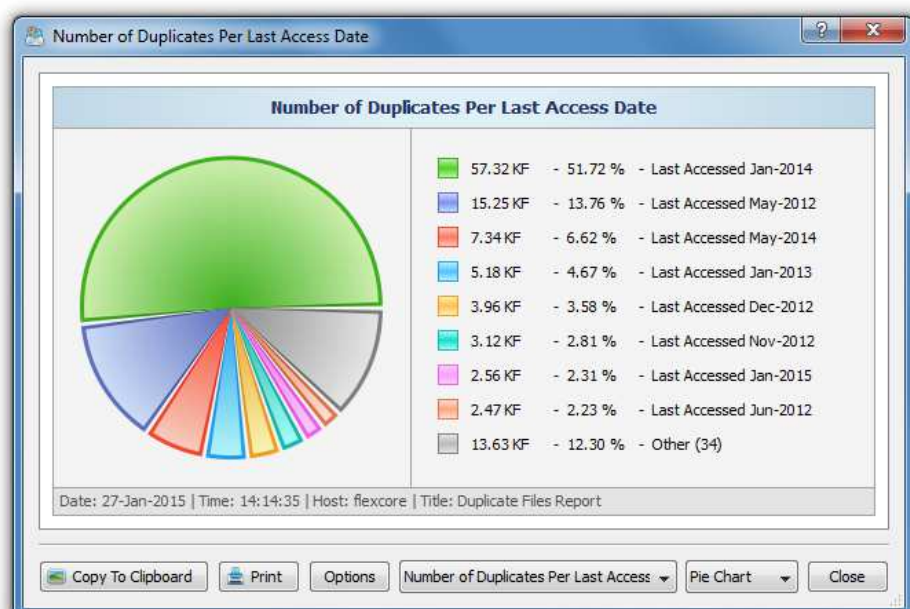 Number of Duplicates Per Last Access Date
Number of Duplicates Per Last Access Date
57.32 KF - 51.72 % - Last Accessed Jan-2014
15.25 KF - 13.76 % - Last Accessed May-2012
7.34 KF - 6.62 % - Last Accessed May-2014
5.18 KF - 4.67 % - Last Accessed Jan-2013
3.96 KF - 3.58 % - Last Accessed Dec-2012
3.12 KF - 2.81 % - Last Accessed Nov-2012
2.56 KF - 2.31 % - Last Accessed Jan-2015
2.47 KF - 2.23 % - Last Accessed Jun-2012
13.63 KF - 12.30 % - Other (34)
Date: 27-Jan-2015 | Time: 14:14:35 | Host: flexcore | Title: Duplicate Files Report
Copy To Clipboard Print Options Number of Duplicates Per Last Access Pie Chart Close